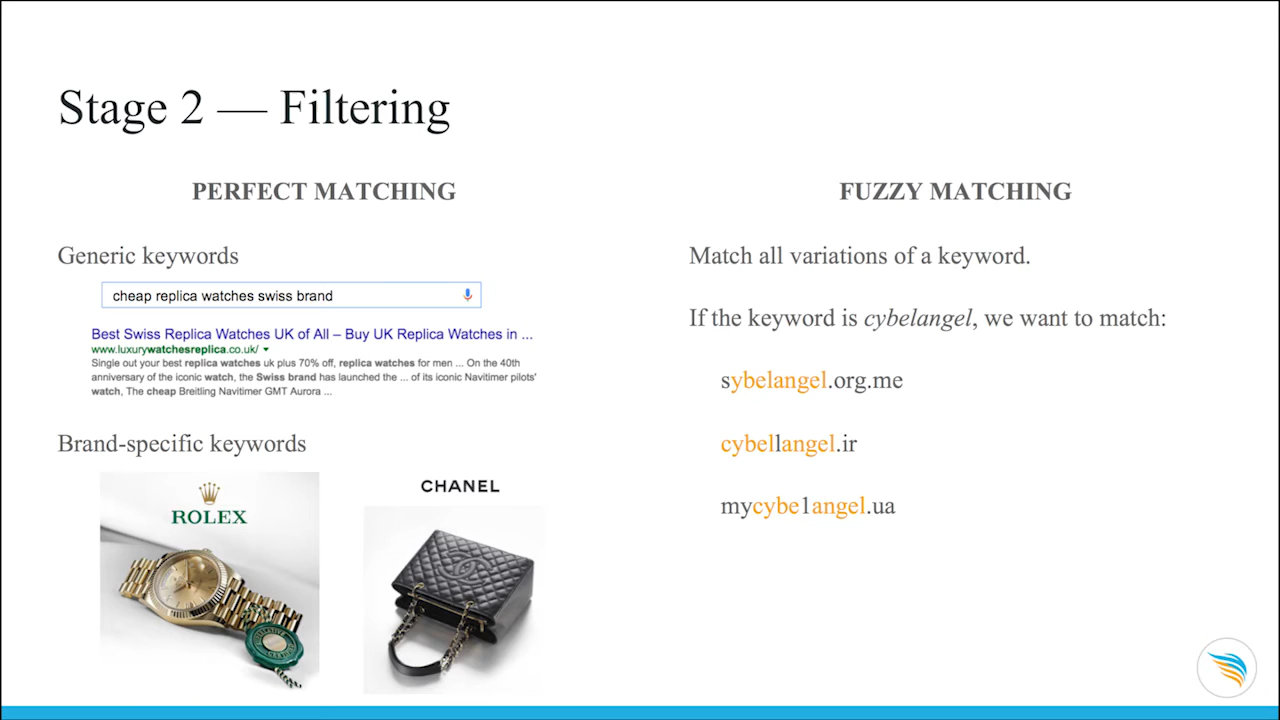 Stage 2 — Filtering
PERFECT MATCHING
Generic keywords
cheap replica watches swiss brand
Best Swiss Replica Watches UK of All – Buy UK Replica Watches in ...
www.luxurywatchesreplica.co.uk/
Single out your best replica watches uk plus 70% off, replica watches for men ... On the 40th
anniversary of the iconic watch, the Swiss brand has launched the ... of its iconic Navitimer pilots'
watch, The cheap Breitling Navitimer GMT Aurora ...
Brand-specific keywords
ROLEX
CHANEL
FUZZY MATCHING
Match all variations of a keyword.
If the keyword is cybelangel, we want to match:
sybelangel.org.me
cybellangel.ir
mycybe1angel.ua